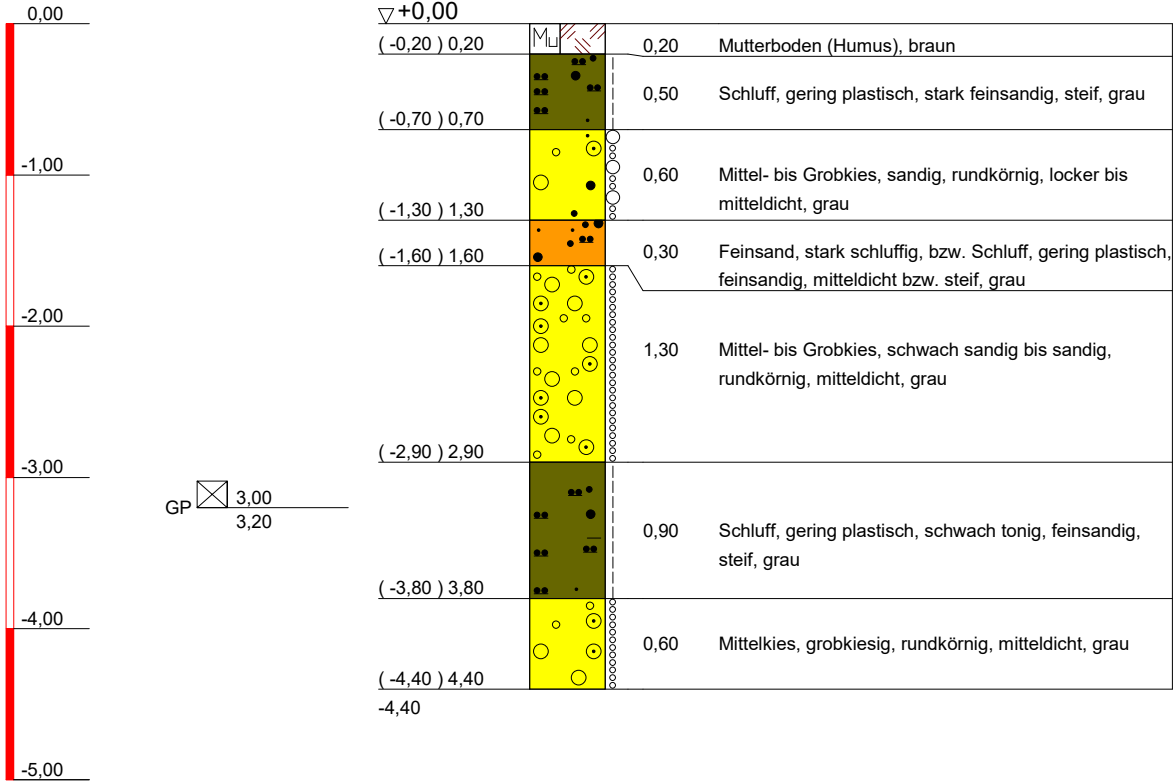 0,00
+0,00
( -0,20 ) 0,20
Mu
0,20 Mutterboden (Humus), braun
0,50 Schluff, gering plastisch, stark feinsandig, steif, grau
( -0,70 ) 0,70
-1,00
0,60 Mittel- bis Grobkies, sandig, rundkörnig, locker bis
mitteldicht, grau
( -1,30 ) 1,30
( -1,60 ) 1,60
0,30 Feinsand, stark schluffig, bzw. Schluff, gering plastisch,
feinsandig, mitteldicht bzw. steif, grau
-2,00
1,30 Mittel- bis Grobkies, schwach sandig bis sandig,
rundkörnig, mitteldicht, grau
( -2,90 ) 2,90
-3,00
GP 3,00
3,20
0,90 Schluff, gering plastisch, schwach tonig, feinsandig,
steif, grau
( -3,80 ) 3,80
-4,00
0,60 Mittelkies, grobkiesig, rundkörnig, mitteldicht, grau
( -4,40 ) 4,40
-4,40
-5,00